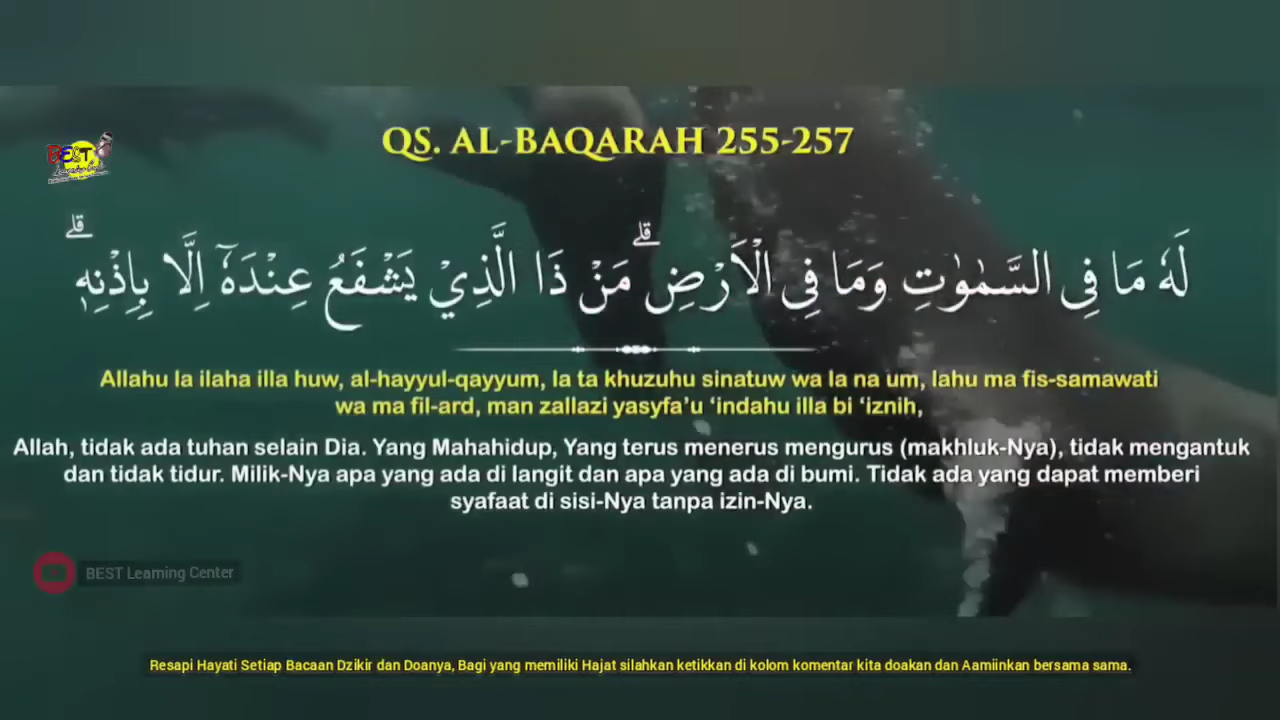 QS. AL-BAQARAH 255-257
BEST
لَهٗ مَا فِى السَّمٰوٰتِ وَمَا فِى الْاَرْضِۗ مَنْ ذَا الَّذِيْ يَشْفَعُ عِنْدَهٗٓ اِلَّا بِاِذْنِهٖۗ
Allahu la ilaha illa huw, al-hayyul-qayyum, la ta khuzuhu sinatuw wa la na um, lahu ma fis-samawati
wa ma fil-ard, man zallazi yasyfa’u ‘indahu illa bi ‘iznih,
Allah, tidak ada tuhan selain Dia. Yang Mahahidup, Yang terus menerus mengurus (makhluk-Nya), tidak mengantuk
dan tidak tidur. Milik-Nya apa yang ada di langit dan apa yang ada di bumi. Tidak ada yang dapat memberi
syafaat di sisi-Nya tanpa izin-Nya.
BEST Learning Center
Resapi Hayati Setiap Bacaan Dzikir dan Doanya, Bagi yang memiliki Hajat silahkan ketikkan di kolom komentar kita doakan dan Aamiinkan bersama sama.